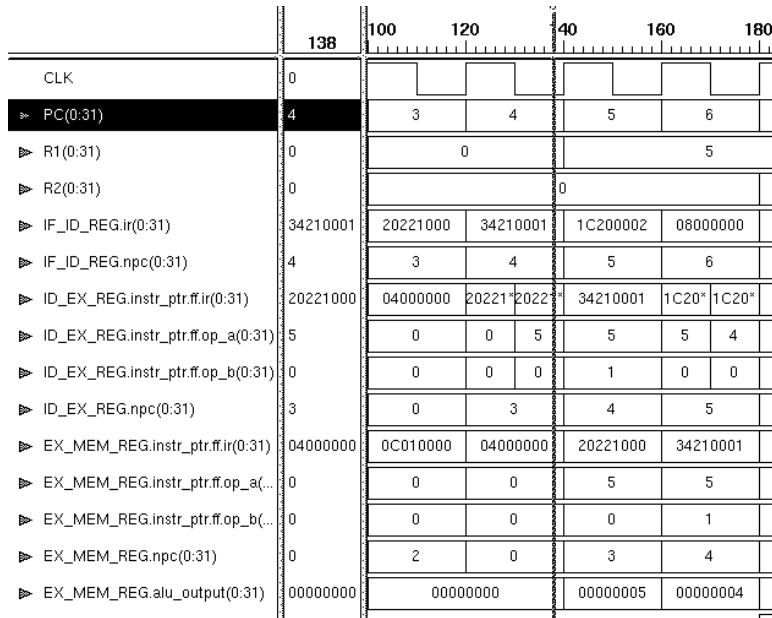 138 100 120 140 160 180
CLK 0
PC(0:31) 4 3 4 5 6
R1(0:31) 0 0 5
R2(0:31) 0 0
IF_ID_REG.ir(0:31) 34210001 20221000 34210001 1C200002 08000000
IF_ID_REG.npc(0:31) 4 3 4 5 6
ID_EX_REG.instr_ptr.ff.ir(0:31) 20221000 04000000 20221* 20221* 34210001 1C20* 1C20*
ID_EX_REG.instr_ptr.ff.op_a(0:31) 5 0 0 5 5 5 4
ID_EX_REG.instr_ptr.ff.op_b(0:31) 0 0 0 0 1 0 0
ID_EX_REG.npc(0:31) 3 0 3 4 5
EX_MEM_REG.instr_ptr.ff.ir(0:31) 04000000 0C010000 04000000 20221000 34210001
EX_MEM_REG.instr_ptr.ff.op_a(... 0 0 0 5 5
EX_MEM_REG.instr_ptr.ff.op_b(... 0 0 0 0 1
EX_MEM_REG.npc(0:31) 0 2 0 3 4
EX_MEM_REG.alu_output(0:31) 00000000 00000000 00000005 00000004